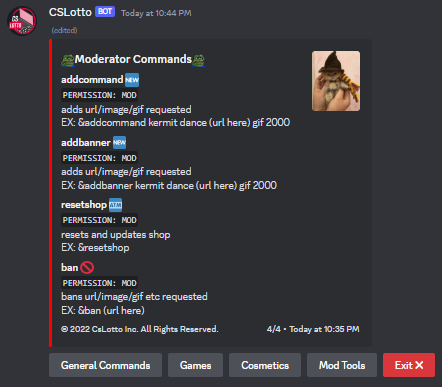 CSLotto BOT Today at 10:44 PM
(edited)
Moderator Commands
addcommand NEW
PERMISSION: MOD
adds url/image/gif requested
EX: &addcommand kermit dance (url here) gif 2000
addbanner NEW
PERMISSION: MOD
adds url/image/gif requested
EX: &addbanner kermit dance (url here) gif 2000
resetshop ATM
PERMISSION: MOD
resets and updates shop
EX: &resetshop
ban
PERMISSION: MOD
bans url/image/gif etc requested
EX: &ban (url here)
© 2022 CsLotto Inc. All Rights Reserved. 4/4 • Today at 10:35 PM
General Commands Games Cosmetics Mod Tools Exit ✕
CS
LOTTO